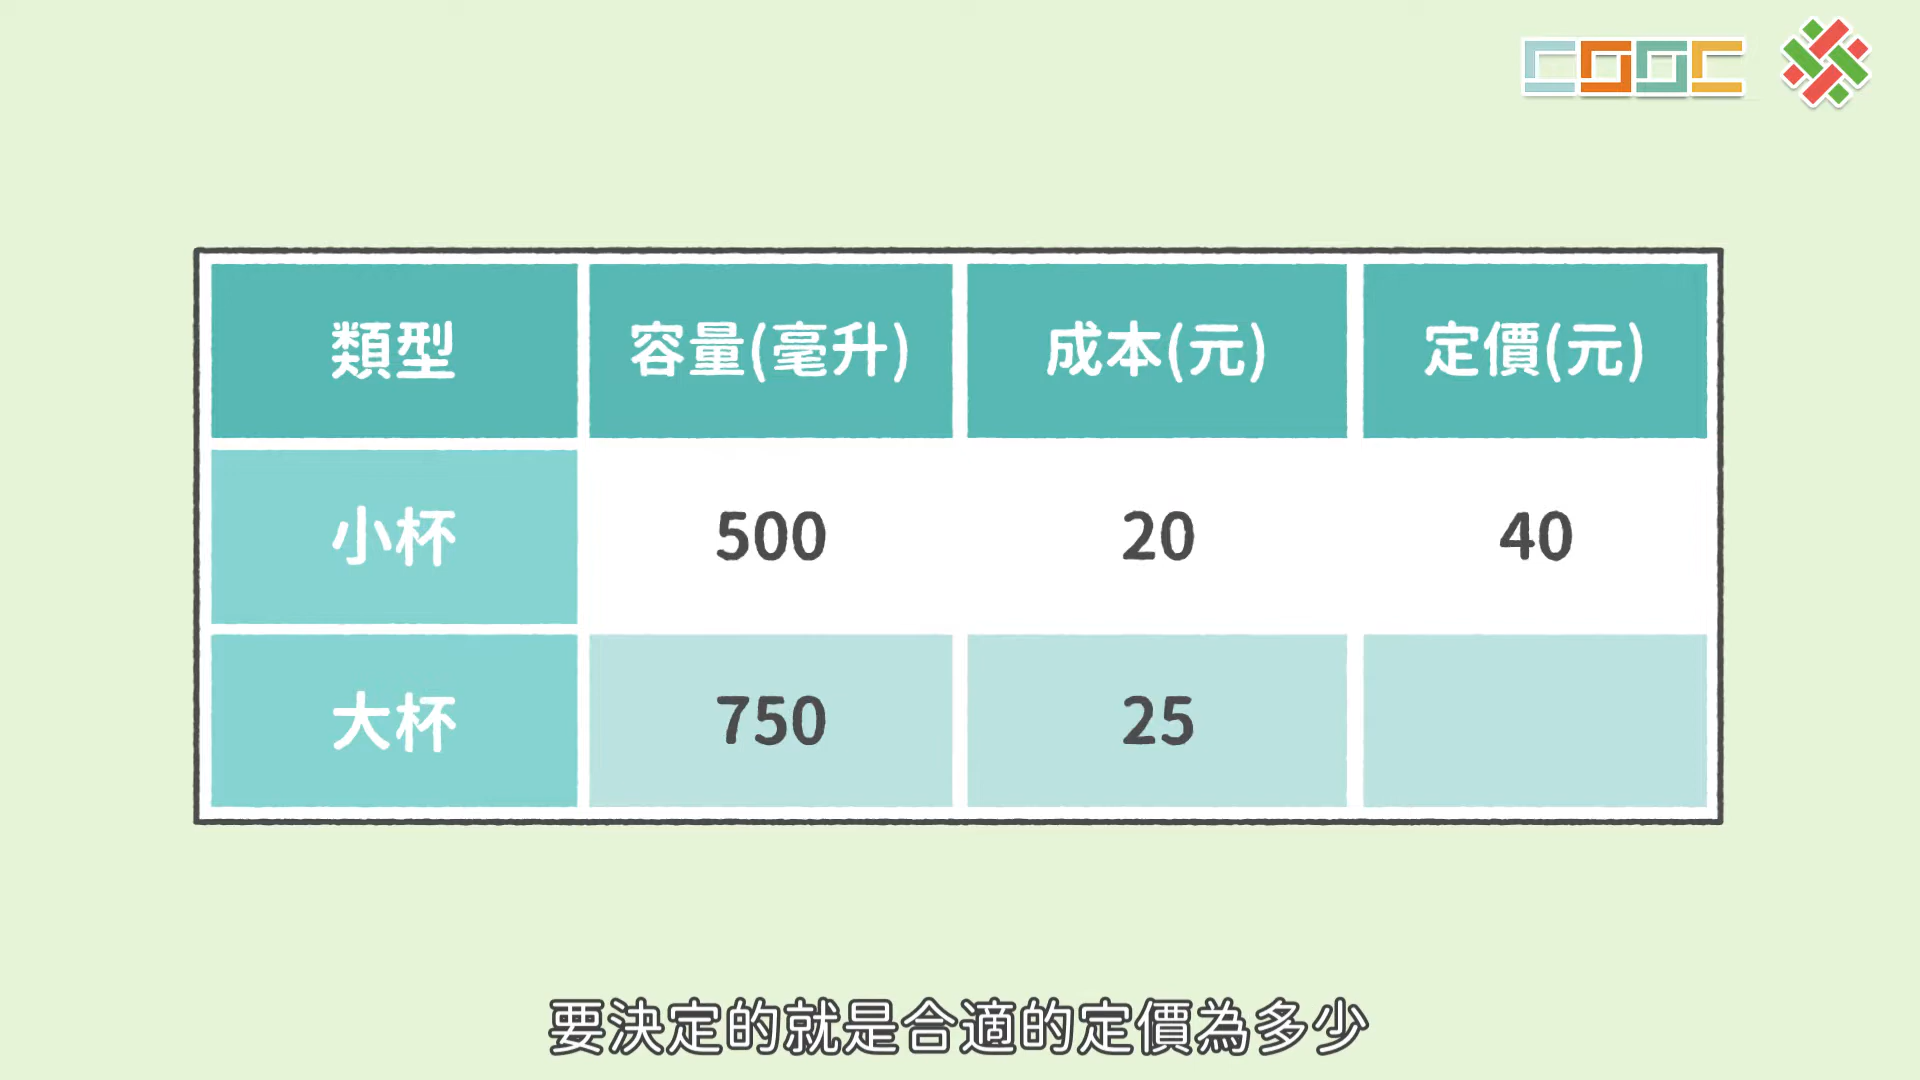 COOC
類型 容量(毫升) 成本(元) 定價(元)
小杯 500 20 40
大杯 750 25
要決定的就是合適的定價為多少